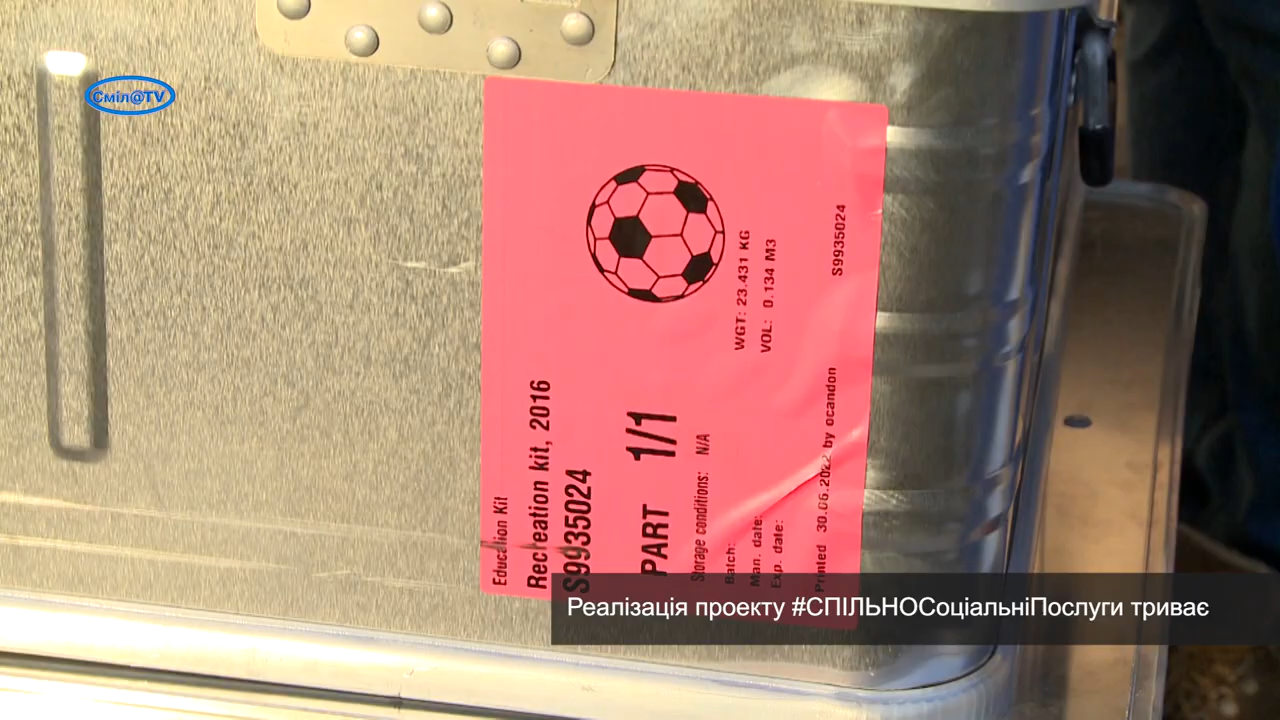 Сміл@TV
Education Kit
Recreation kit, 2016
S9935024
PART 1/1
Storage conditions: N/A
Batch:
Man. date:
Exp. date:
WGT: 23.431 KG
VOL: 0.134 M3
Printed 30.06.2022 by ocandon
S9935024
Реалізація проекту #СПІЛЬНОСоціальніПослуги триває